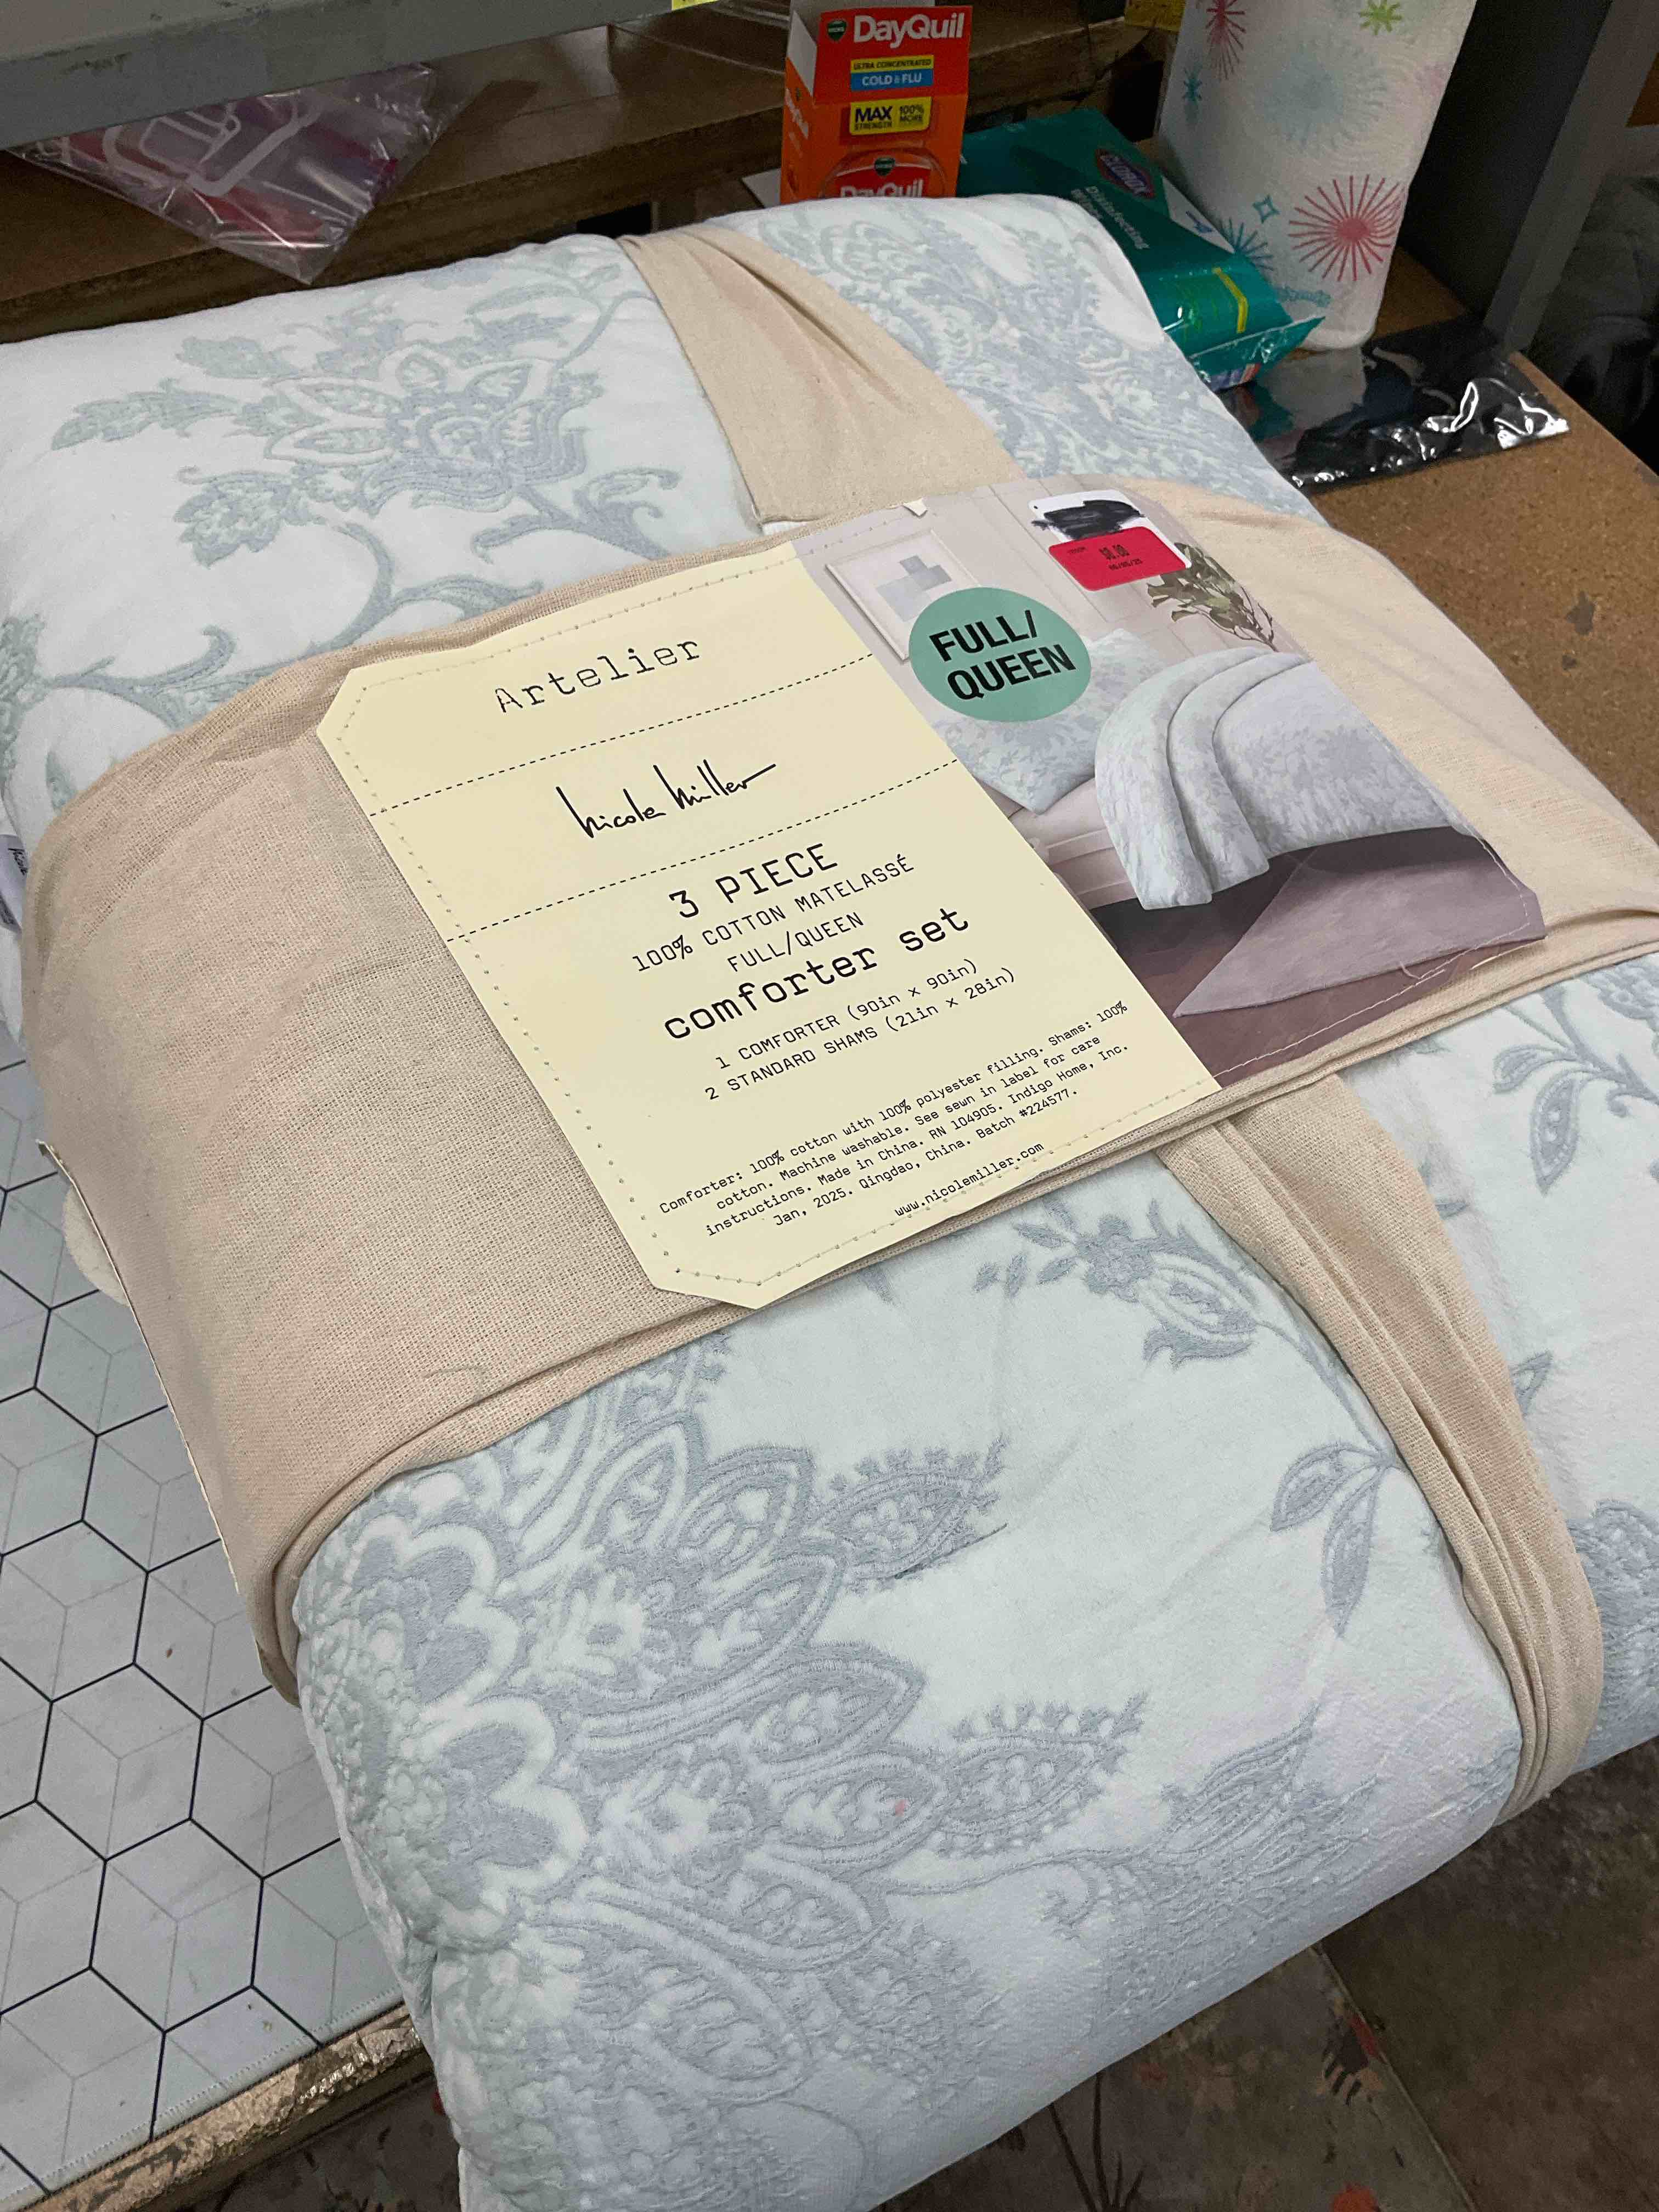 DayQuil
ULTRA CONCENTRATED
COLD & FLU
MAX
STRENGTH
100%
MORE
DayQuil
CLOROX
Disinfecting
FULL/
QUEEN
Artelier
Nicole Miller
3 PIECE
100% COTTON MATELASSÉ
FULL/QUEEN
comforter set
1 COMFORTER (90in x 90in)
2 STANDARD SHAMS (21in x 28in)
Comforter: 100% cotton with 100% polyester filling. Shams: 100%
cotton. Machine washable. See sewn in label for care
instructions. Made in China. RN 104905. Indigo Home, Inc.
Jan, 2025. Qingdao, China. Batch #224577.
www.nicolemiller.com